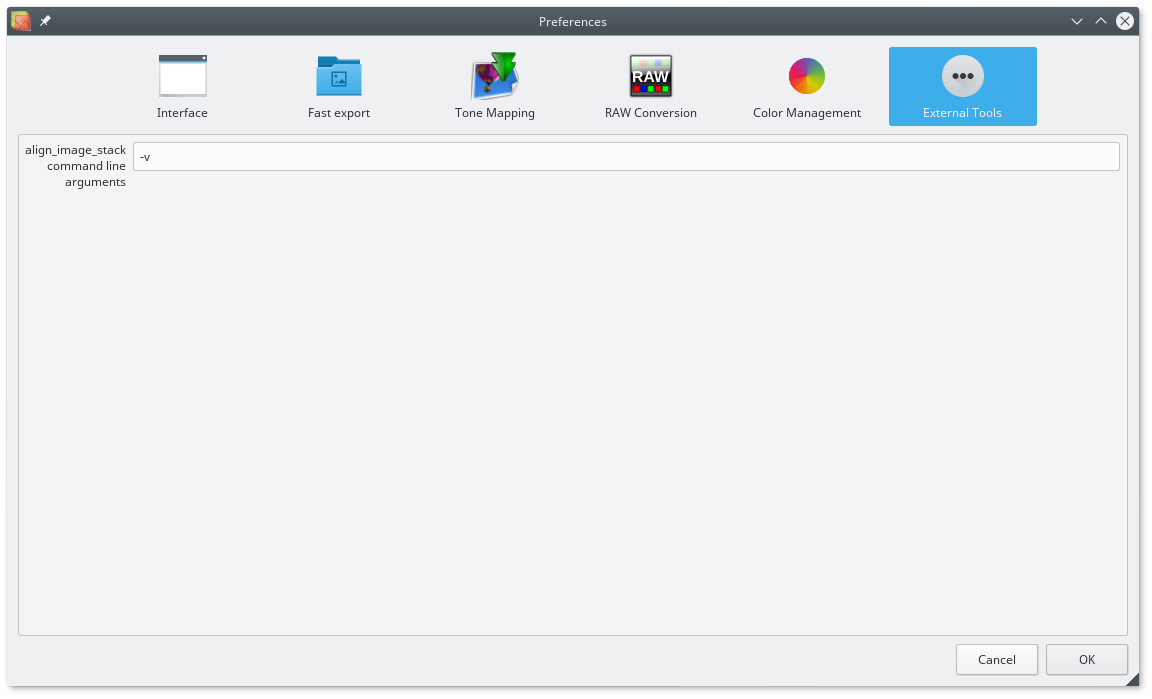 Preferences
Interface
Fast export
Tone Mapping
RAW
RAW Conversion
Color Management
External Tools
align_image_stack
command line
arguments
-v
Cancel
OK